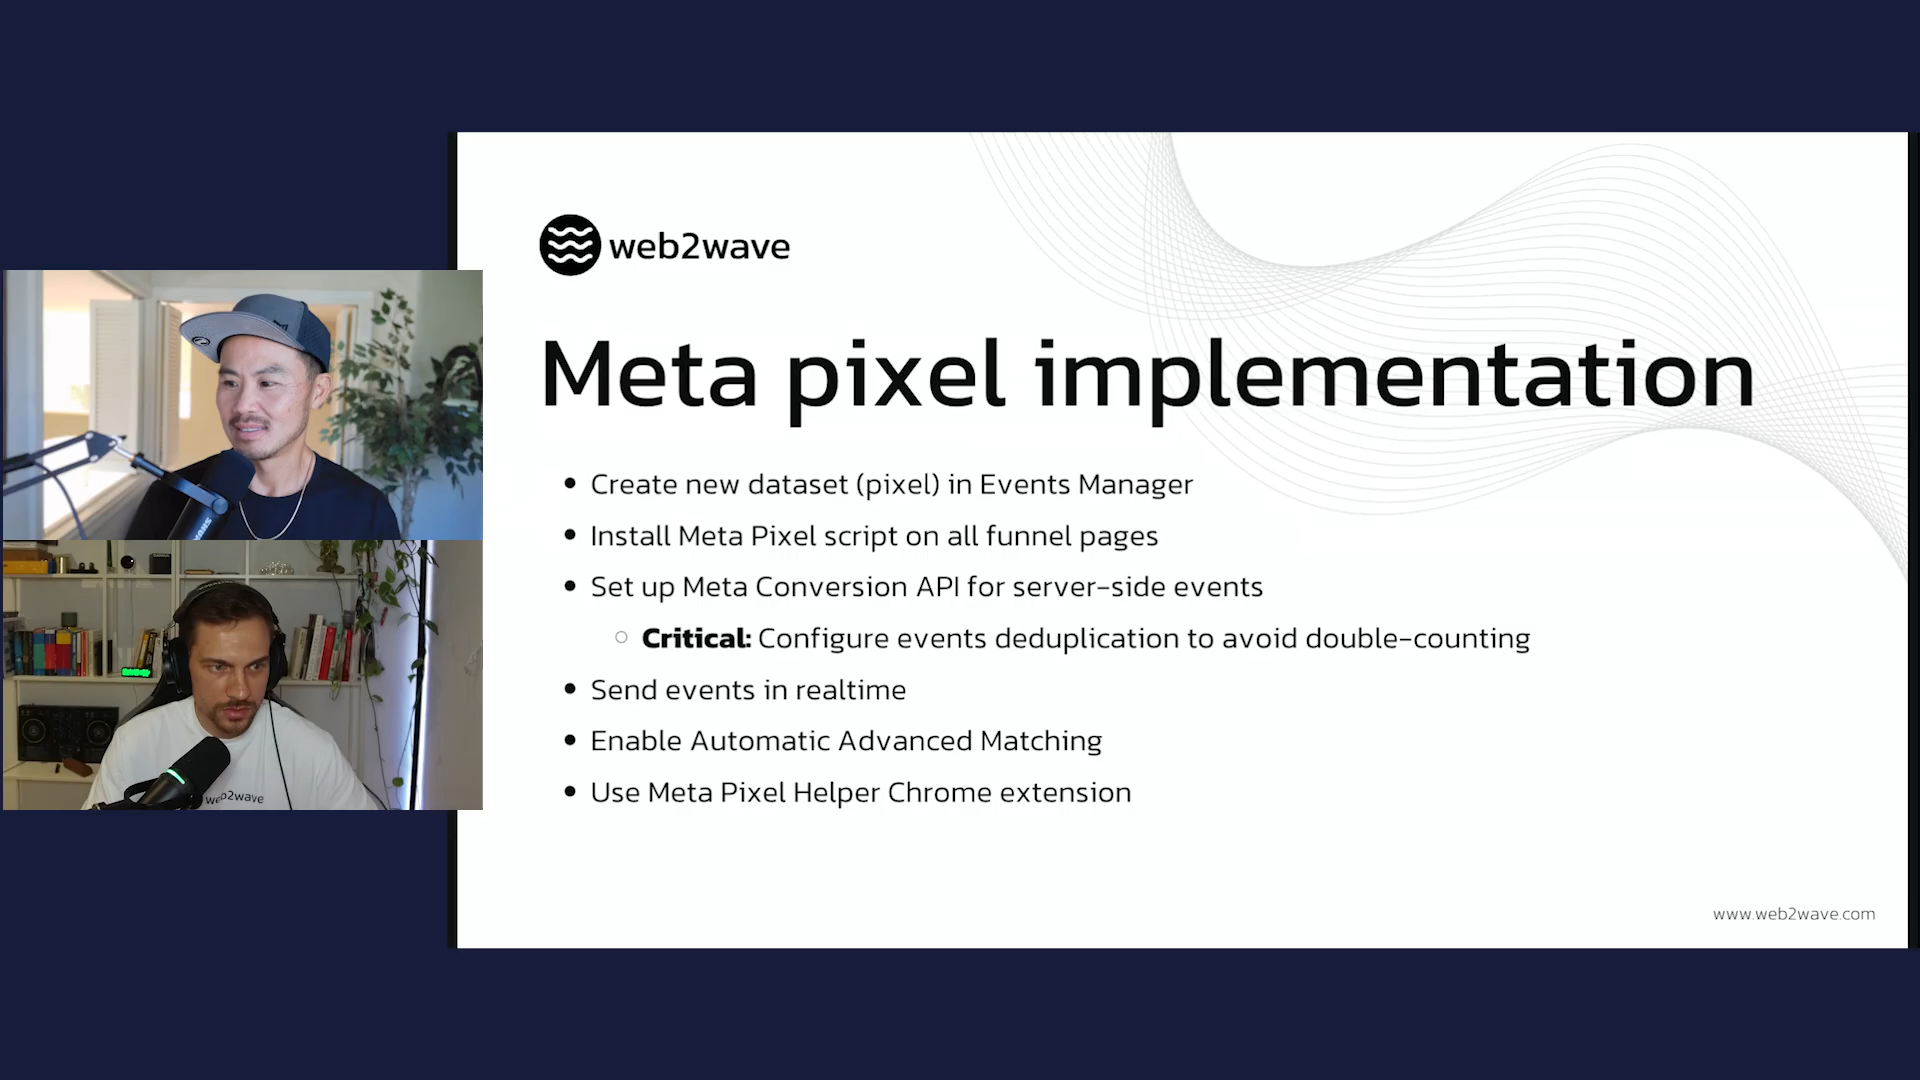 web2wave
Meta pixel implementation
• Create new dataset (pixel) in Events Manager
• Install Meta Pixel script on all funnel pages
• Set up Meta Conversion API for server-side events
○ Critical: Configure events deduplication to avoid double-counting
• Send events in realtime
• Enable Automatic Advanced Matching
• Use Meta Pixel Helper Chrome extension
www.web2wave.com
web2wave